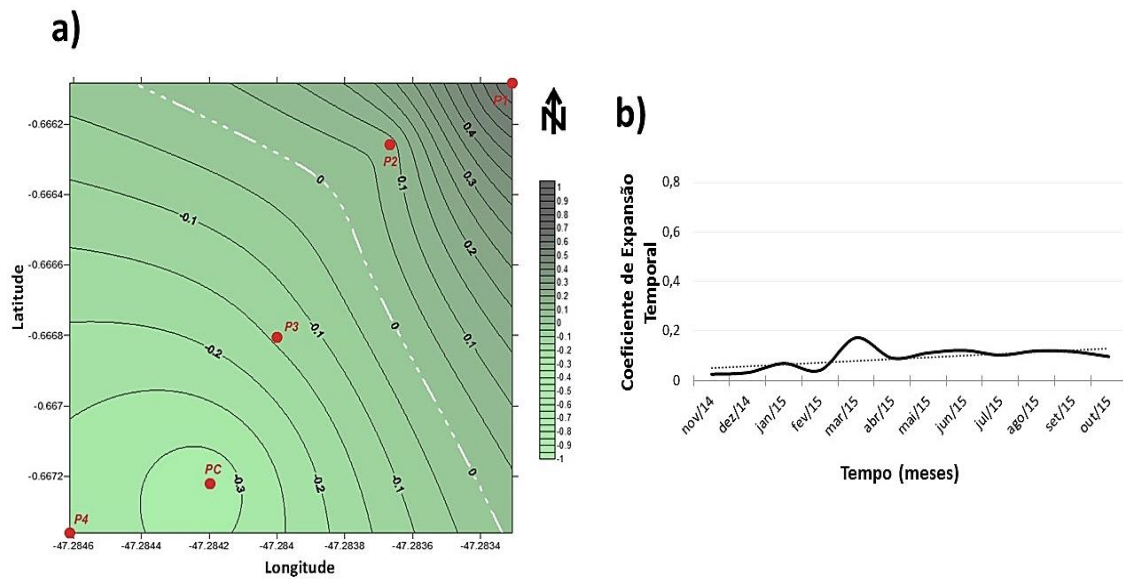 a)
Latitude
-0.6662
-0.6664
-0.6666
-0.6668
-0.667
-0.6672
-47.2846
-47.2844
-47.2842
-47.284
-47.2838
-47.2836
-47.2834
Longitude
P1
P2
P3
PC
P4
0.4
0.3
0.2
0.1
0.1
0
0
0
-0.1
-0.1
-0.1
-0.2
-0.2
-0.3
N
1
0.9
0.8
0.7
0.6
0.5
0.4
0.3
0.2
0.1
0
-0.1
-0.2
-0.3
-0.4
-0.5
-0.6
-0.7
-0.8
-0.9
-1
b)
Coeficiente de Expansão
Temporal
0,8
0,6
0,4
0,2
0
nov/14
dez/14
jan/15
fev/15
mar/15
abr/15
mai/15
jun/15
jul/15
ago/15
set/15
out/15
Tempo (meses)